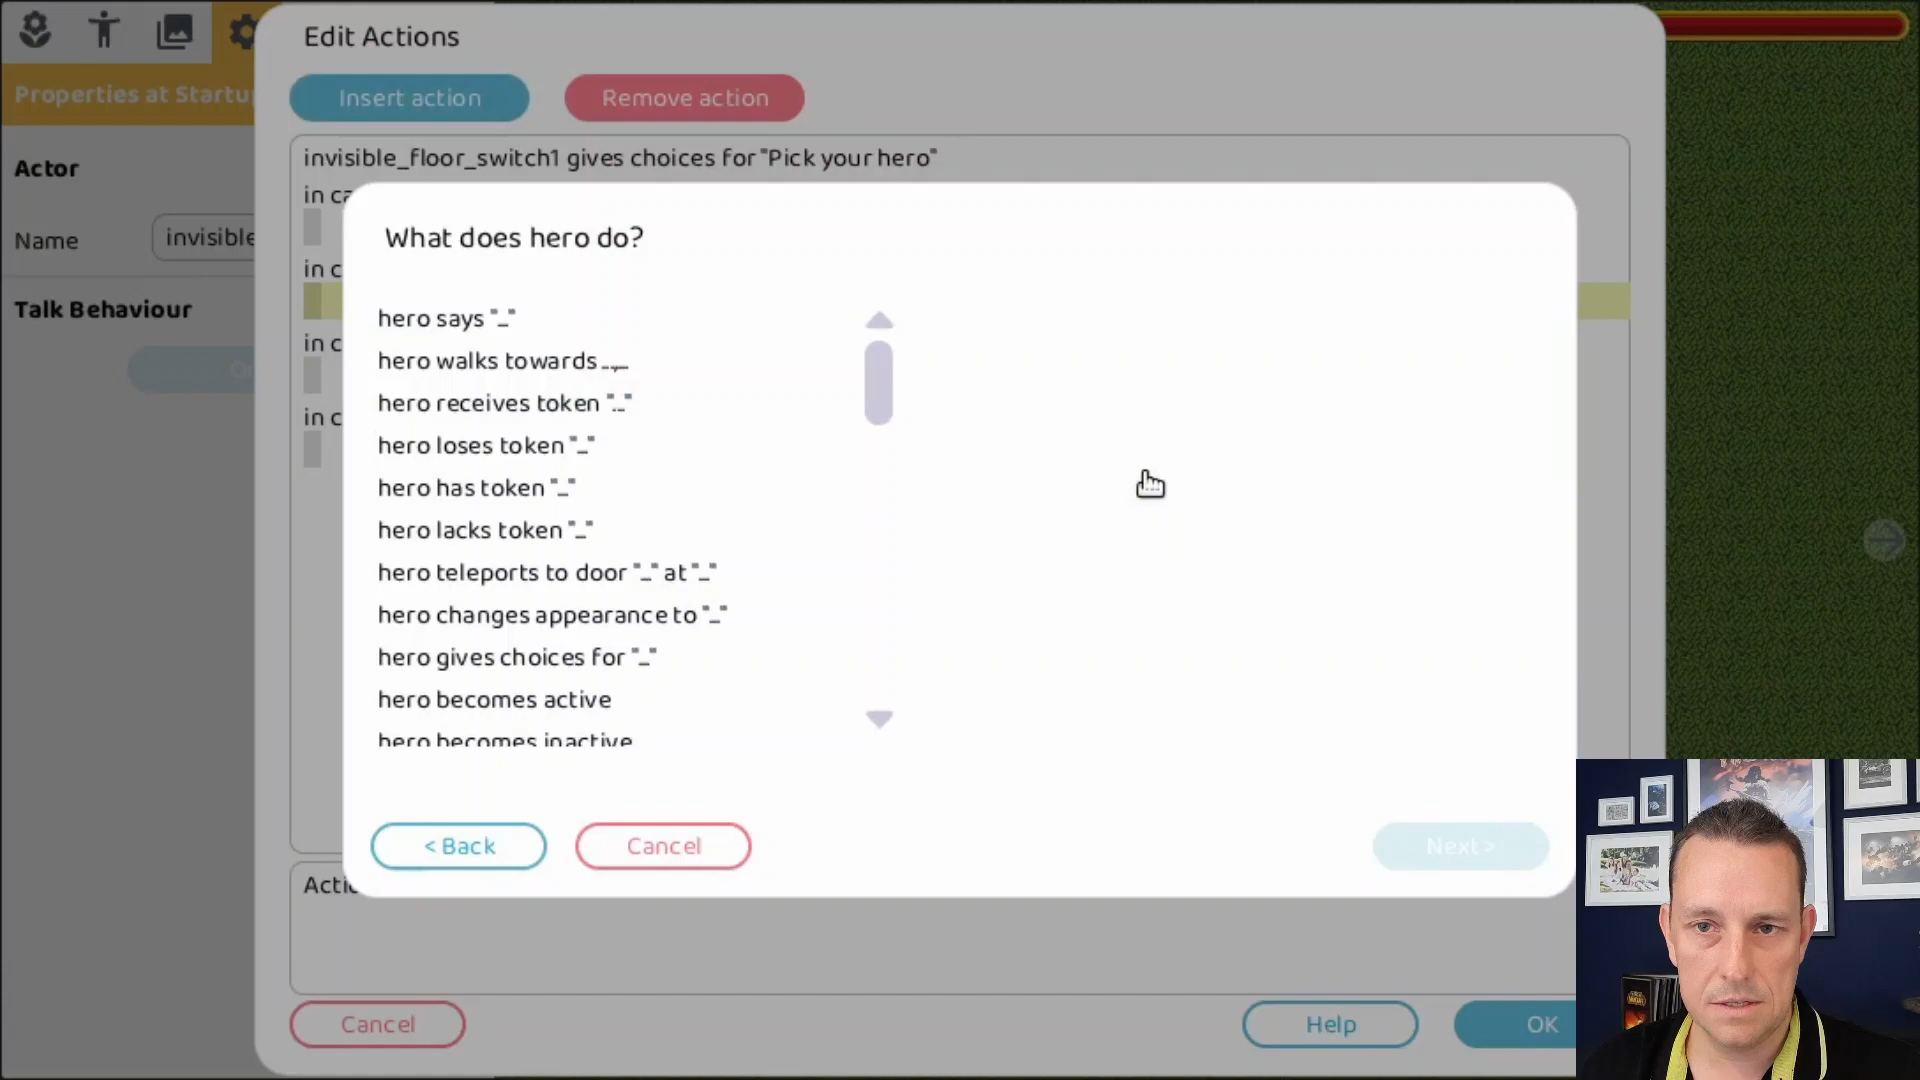 Edit Actions
Properties at Startup
Insert action
Remove action
Actor
invisible_floor_switch1 gives choices for "Pick your hero"
in ca
Name
invisible
What does hero do?
in c
Talk Behaviour
hero says "_"
in c
hero walks towards _,_
hero receives token "_"
in c
hero loses token "_"
hero has token "_"
hero lacks token "_"
hero teleports to door "_" at "_"
hero changes appearance to "_"
hero gives choices for "_"
hero becomes active
hero becomes inactive
< Back
Cancel
Next >
Actio
Cancel
Help
OK